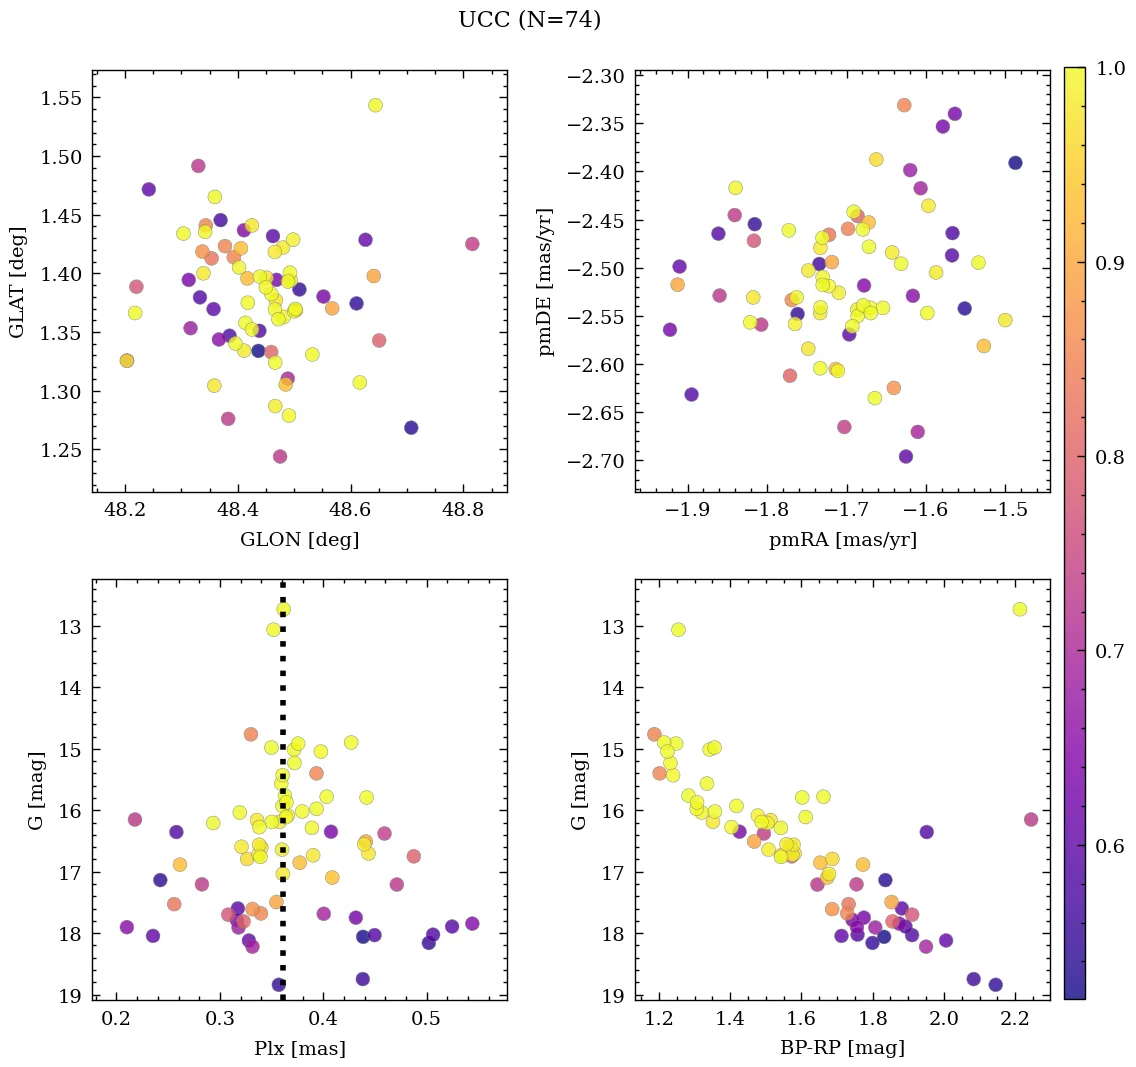 UCC (N=74)
1.55
1.50
1.45
1.40
1.35
1.30
1.25
GLAT [deg]
48.2 48.4 48.6 48.8
GLON [deg]
−2.30
−2.35
−2.40
−2.45
−2.50
−2.55
−2.60
−2.65
−2.70
pmDE [mas/yr]
−1.9 −1.8 −1.7 −1.6 −1.5
pmRA [mas/yr]
1.0
0.9
0.8
0.7
0.6
13
14
15
16
17
18
19
G [mag]
0.2 0.3 0.4 0.5
Plx [mas]
13
14
15
16
17
18
19
G [mag]
1.2 1.4 1.6 1.8 2.0 2.2
BP-RP [mag]